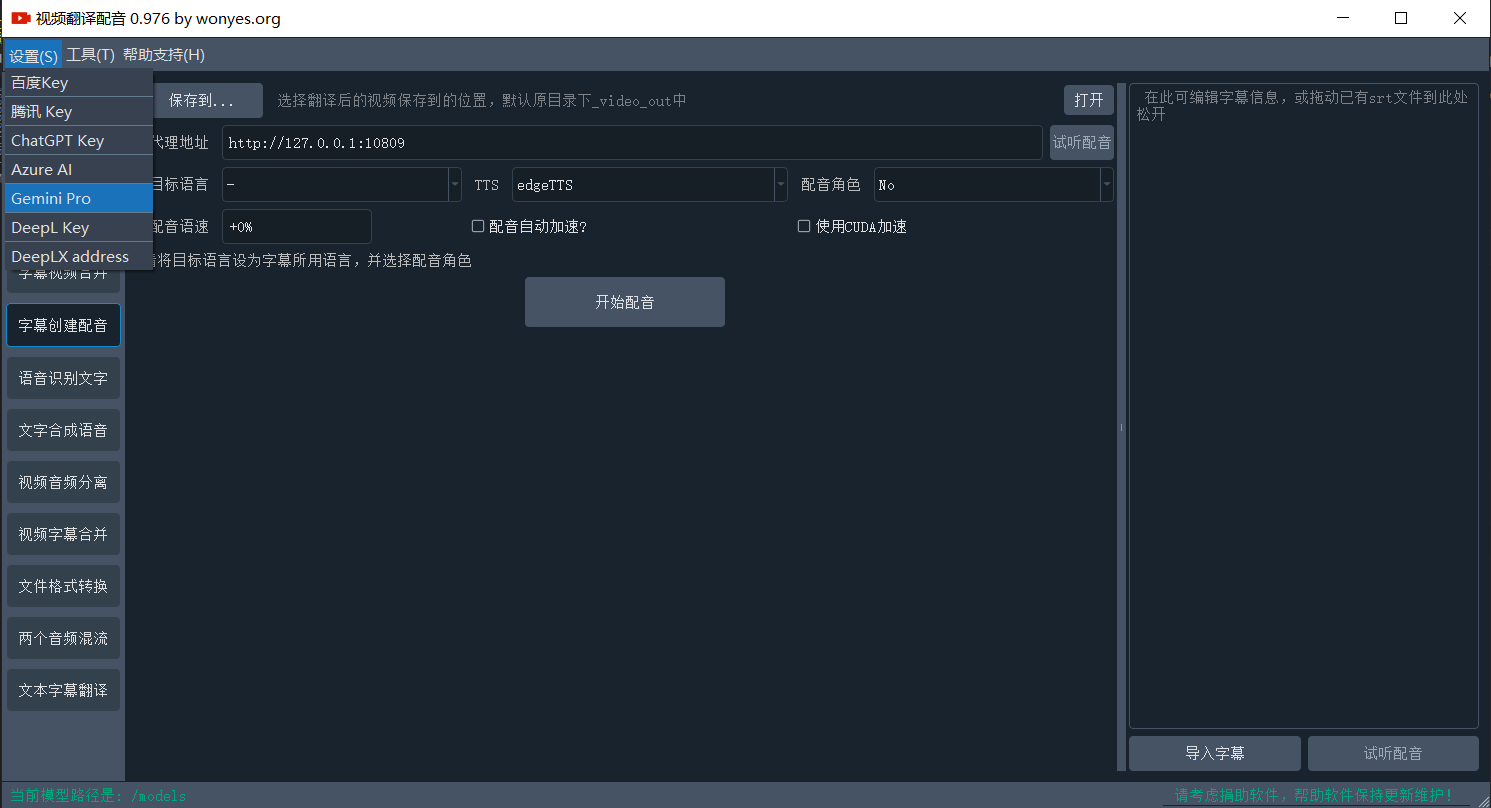 视频翻译配音 0.976 by wonyes.org
设置(S) 工具(T) 帮助支持(H)
百度Key
腾讯 Key
ChatGPT Key
Azure AI
Gemini Pro
DeepL Key
DeepLX address
保存到... 选择翻译后的视频保存到的位置，默认原目录下_video_out中 打开
代理地址 http://127.0.0.1:10809 试听配音
目标语言 - TTS edgeTTS 配音角色 No
配音语速 +0% 配音自动加速? 使用CUDA加速
将目标语言设为字幕所用语言，并选择配音角色
开始配音
字幕视频合并
字幕创建配音
语音识别文字
文字合成语音
视频音频分离
视频字幕合并
文件格式转换
两个音频混流
文本字幕翻译
在此可编辑字幕信息，或拖动已有srt文件到此处
松开
导入字幕 试听配音
当前模型路径是: /models 请考虑捐助软件，帮助软件保持更新维护!